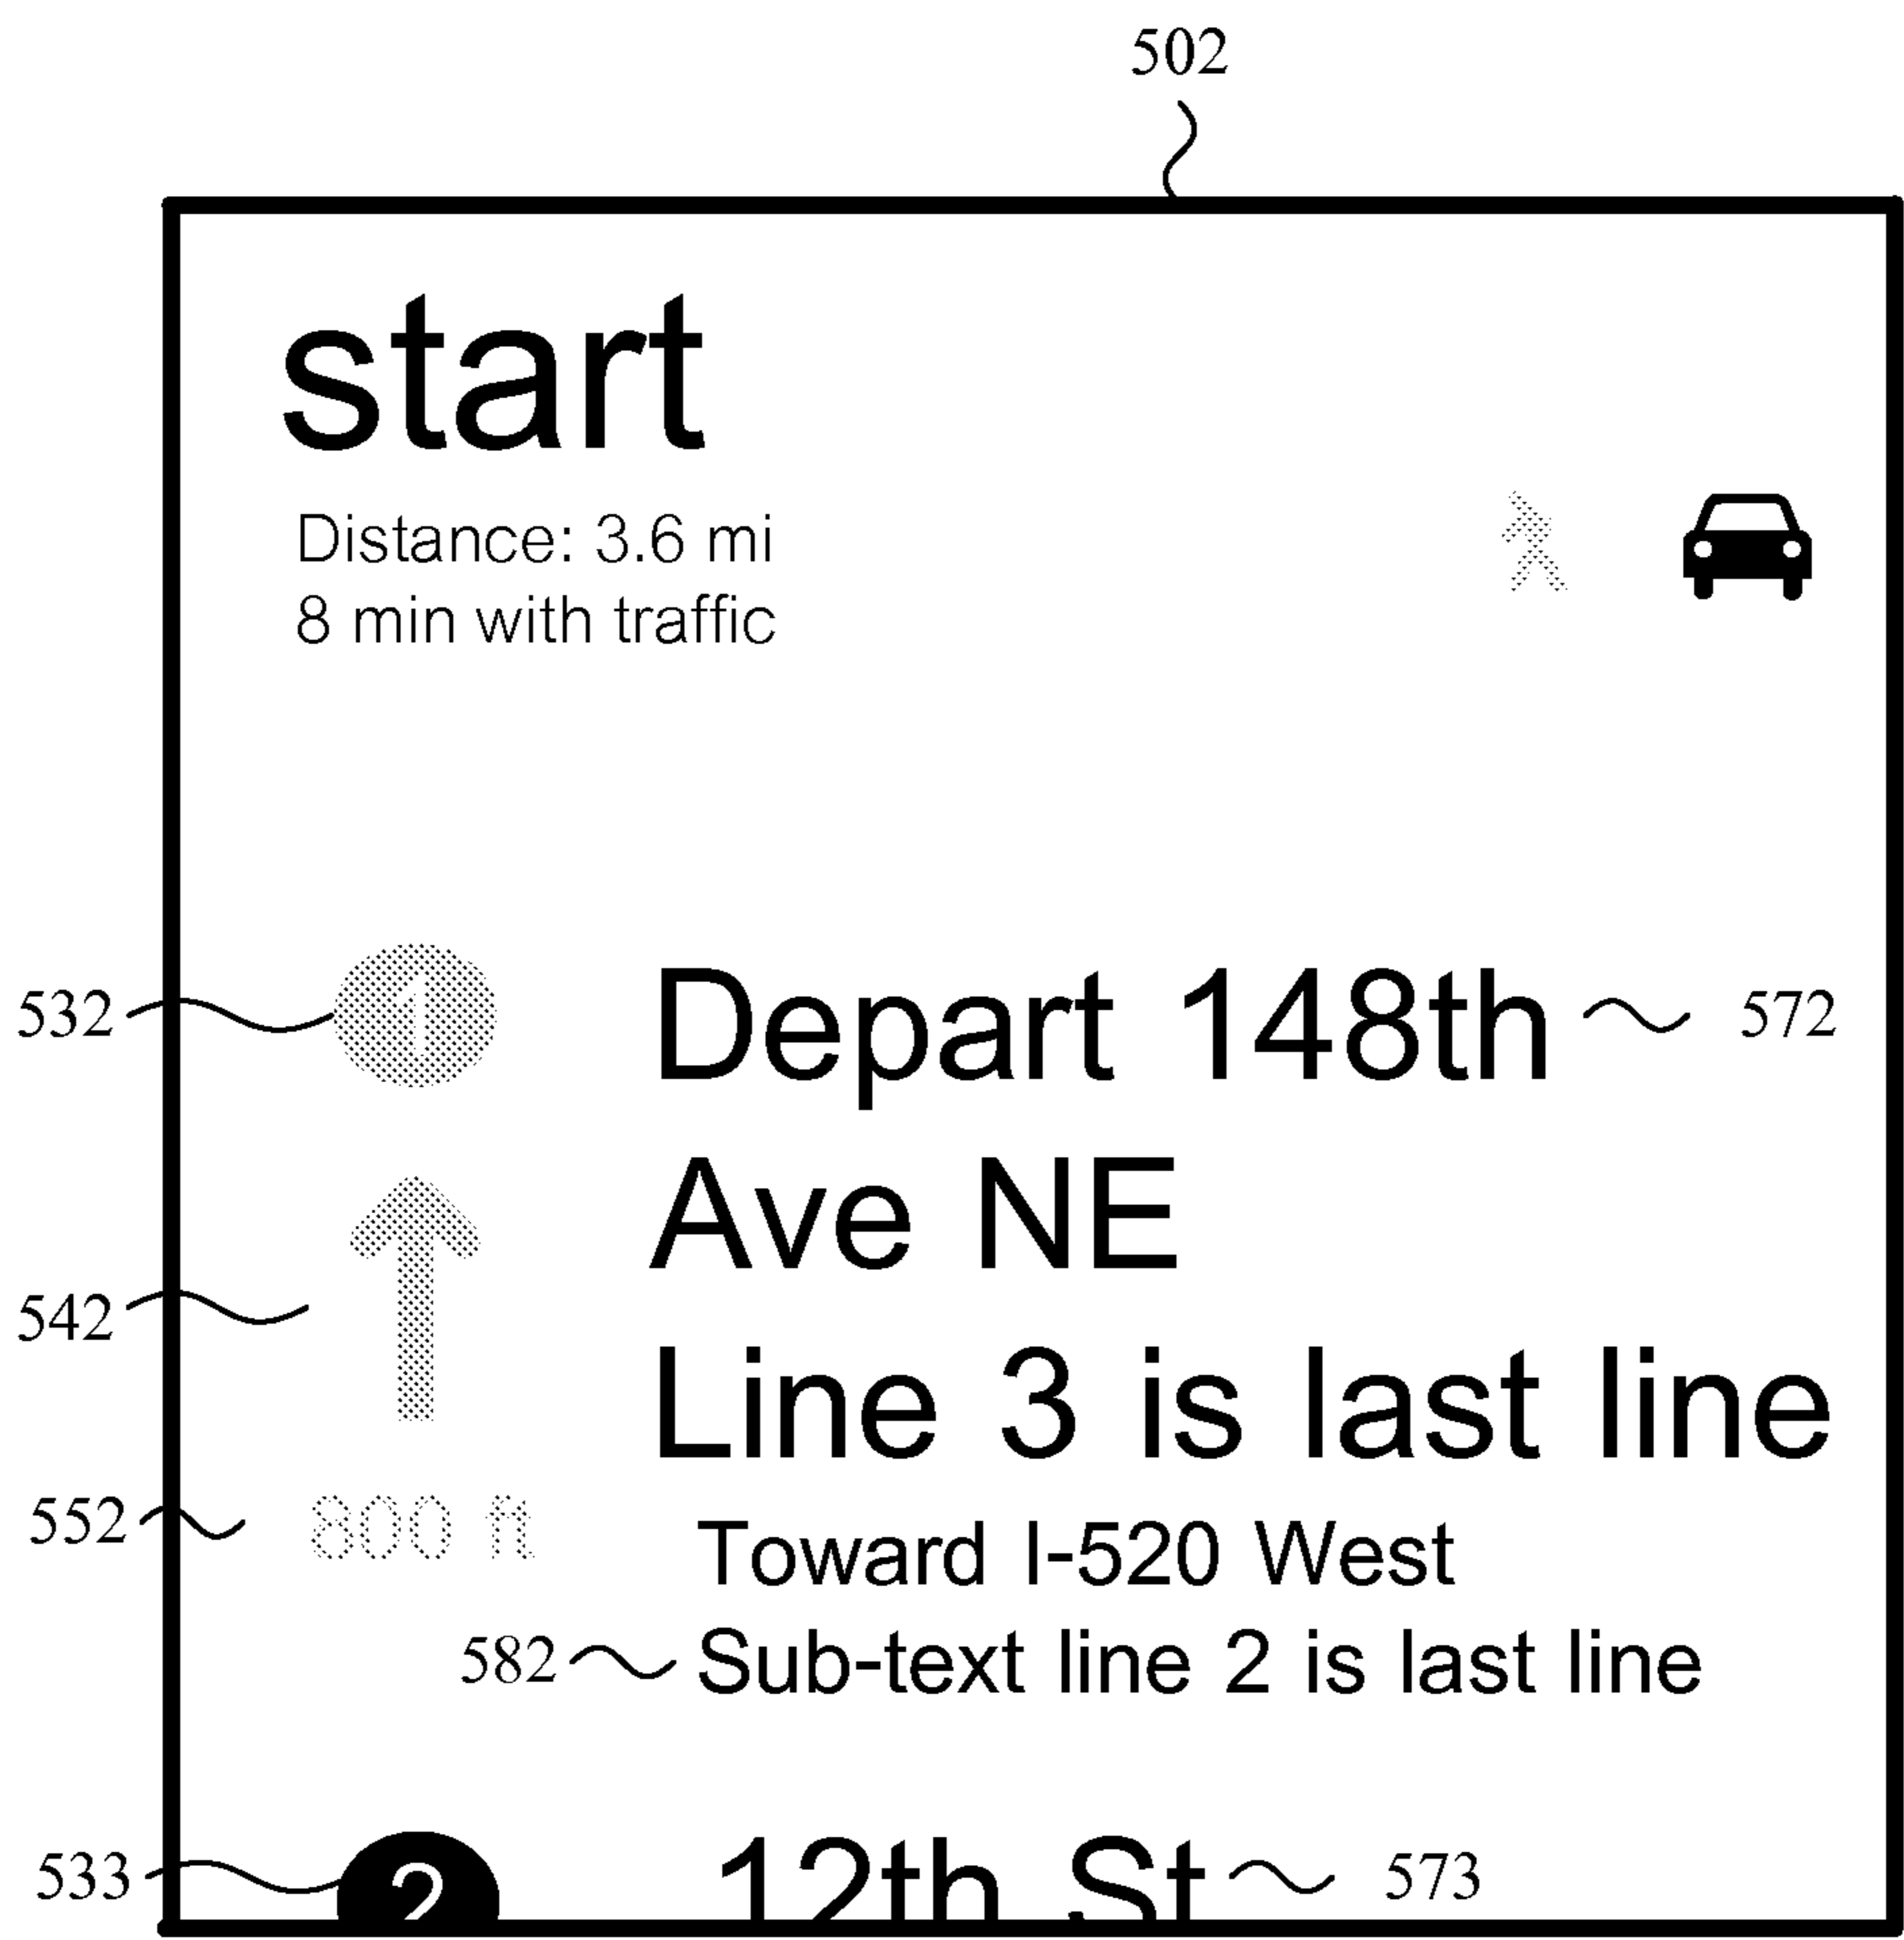 502
start
Distance: 3.6 mi
8 min with traffic
532
1
Depart 148th
572
Ave NE
542
Line 3 is last line
552
800 ft
Toward I-520 West
582
Sub-text line 2 is last line
533
2
12th St
573